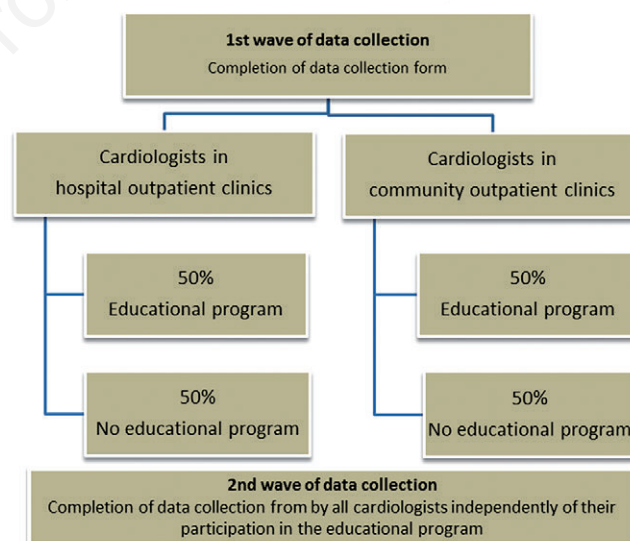 1st wave of data collection
Completion of data collection form
Cardiologists in
hospital outpatient clinics
Cardiologists in
community outpatient clinics
50%
Educational program
50%
Educational program
50%
No educational program
50%
No educational program
2nd wave of data collection
Completion of data collection from by all cardiologists independently of their
participation in the educational program